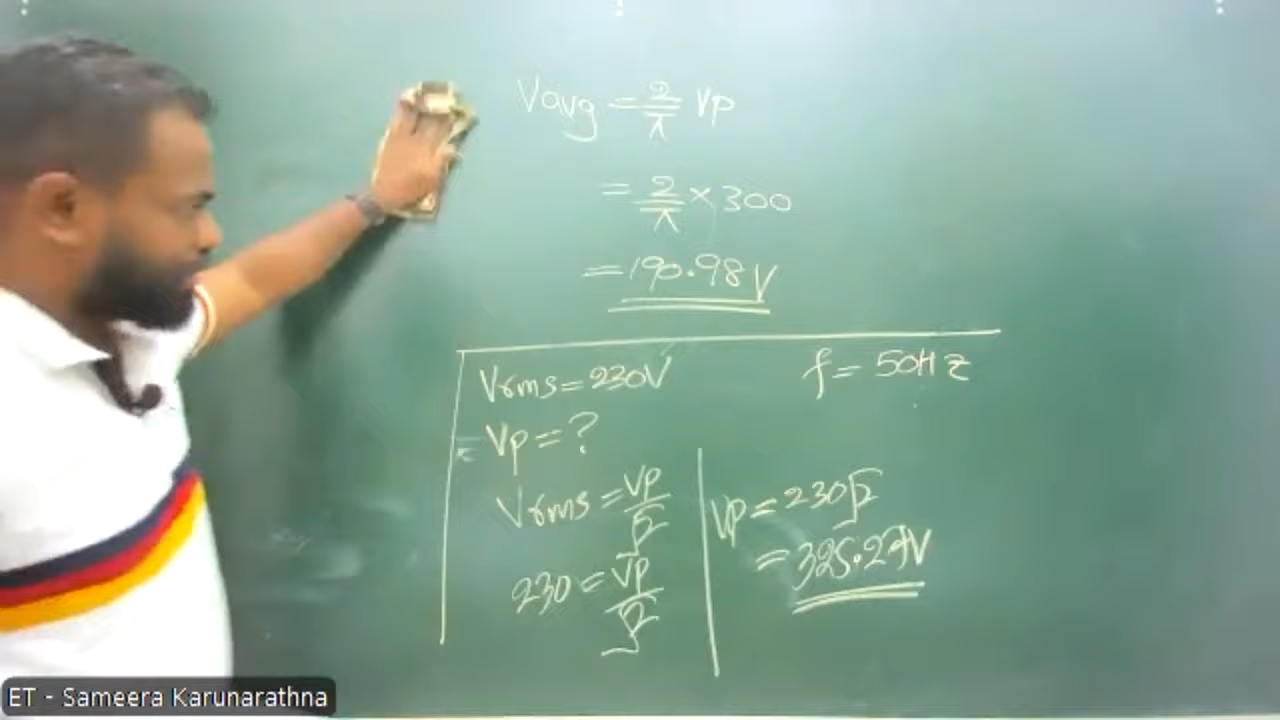 Vavg = 2/π Vp
= 2/π × 300
= 190.98 V
Vrms = 230V
f = 50Hz
Vp = ?
Vrms = Vp/√2
230 = Vp/√2
Vp = 230√2
= 325.27V
ET - Sameera Karunarathna